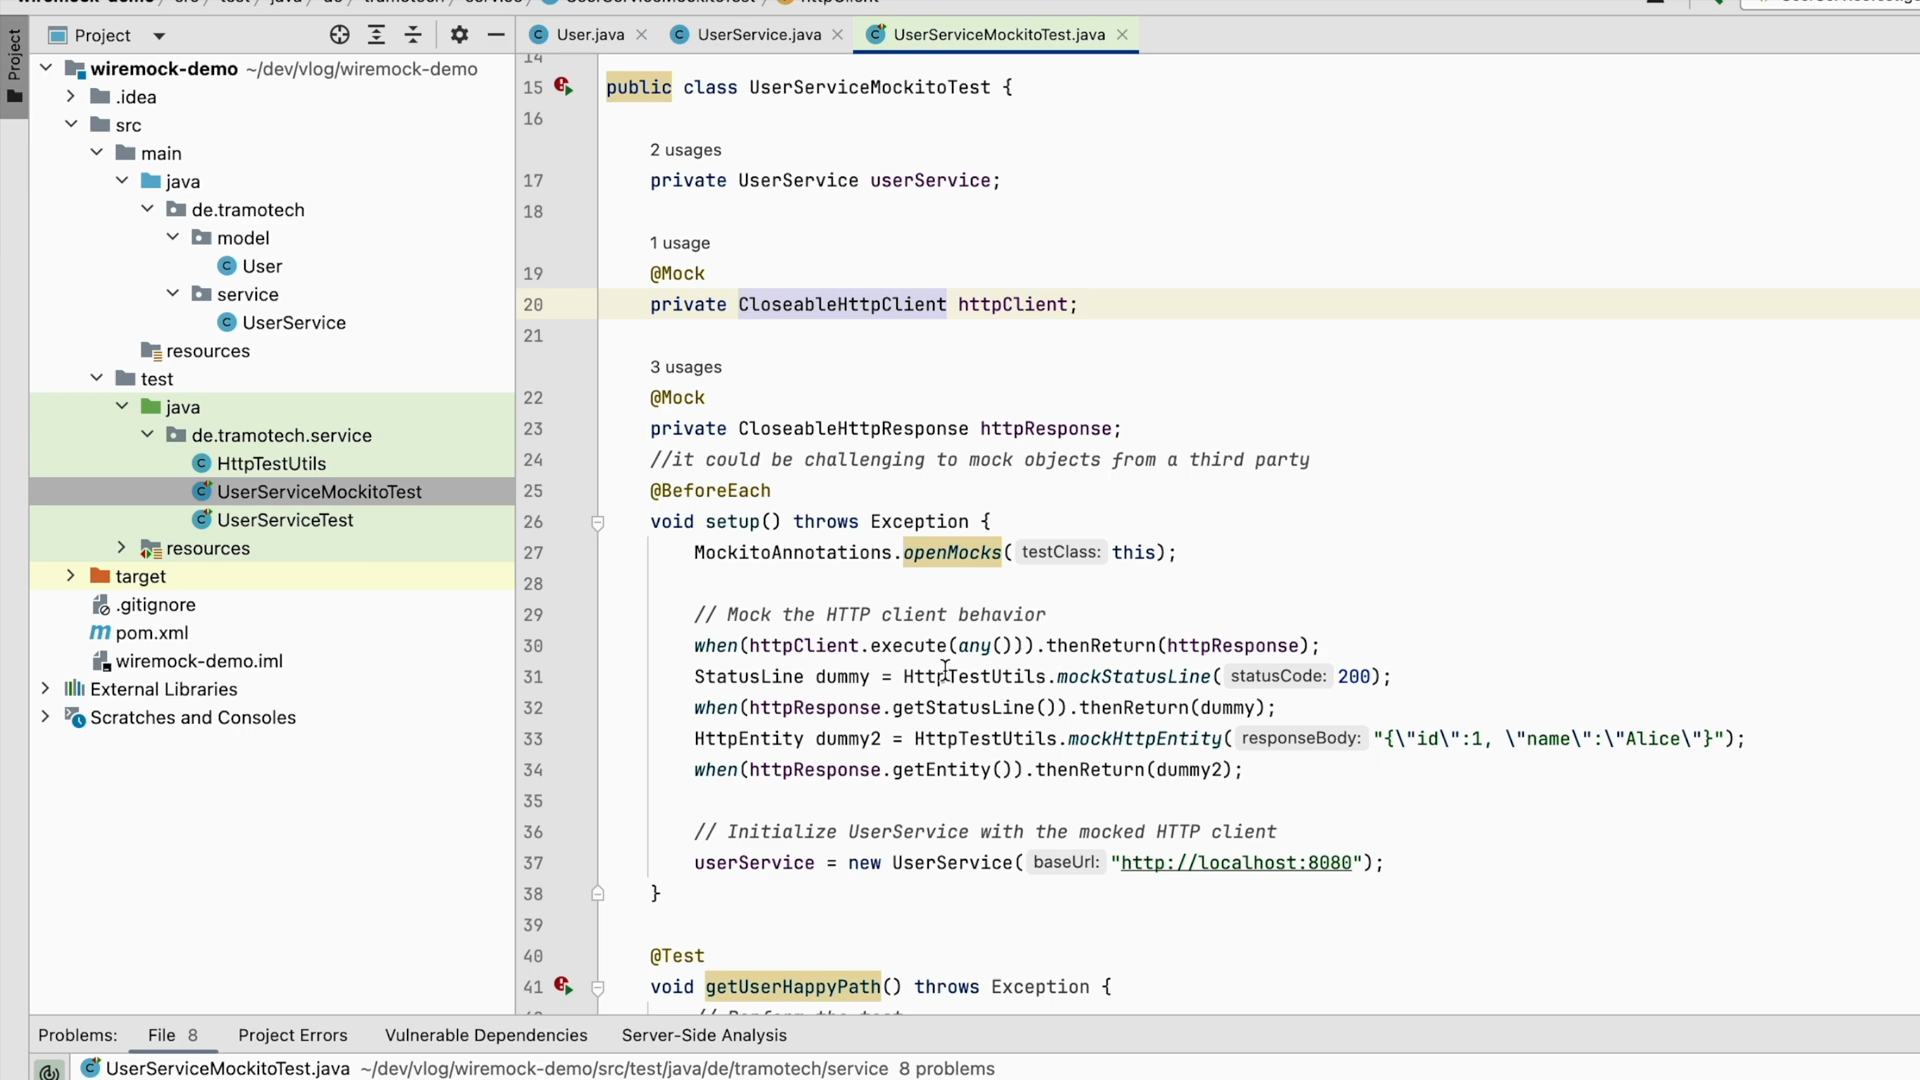 Project
Project
wiremock-demo ~/dev/vlog/wiremock-demo
.idea
src
main
java
de.tramotech
model
User
service
UserService
resources
test
java
de.tramotech.service
HttpTestUtils
UserServiceMockitoTest
UserServiceTest
resources
target
.gitignore
pom.xml
wiremock-demo.iml
External Libraries
Scratches and Consoles
User.java
UserService.java
UserServiceMockitoTest.java
14
15 public class UserServiceMockitoTest {
16
2 usages
17 private UserService userService;
18
1 usage
19 @Mock
20 private CloseableHttpClient httpClient;
21
3 usages
22 @Mock
23 private CloseableHttpResponse httpResponse;
24 //it could be challenging to mock objects from a third party
25 @BeforeEach
26 void setup() throws Exception {
27 MockitoAnnotations.openMocks( testClass: this);
28
29 // Mock the HTTP client behavior
30 when(httpClient.execute(any())).thenReturn(httpResponse);
31 StatusLine dummy = HttpTestUtils.mockStatusLine( statusCode: 200);
32 when(httpResponse.getStatusLine()).thenReturn(dummy);
33 HttpEntity dummy2 = HttpTestUtils.mockHttpEntity( responseBody: "{\"id\":1, \"name\":\"Alice\"}");
34 when(httpResponse.getEntity()).thenReturn(dummy2);
35
36 // Initialize UserService with the mocked HTTP client
37 userService = new UserService( baseUrl: "http://localhost:8080");
38 }
39
40 @Test
41 void getUserHappyPath() throws Exception {
Problems: File 8 Project Errors Vulnerable Dependencies Server-Side Analysis
UserServiceMockitoTest.java ~/dev/vlog/wiremock-demo/src/test/java/de/tramotech/service 8 problems